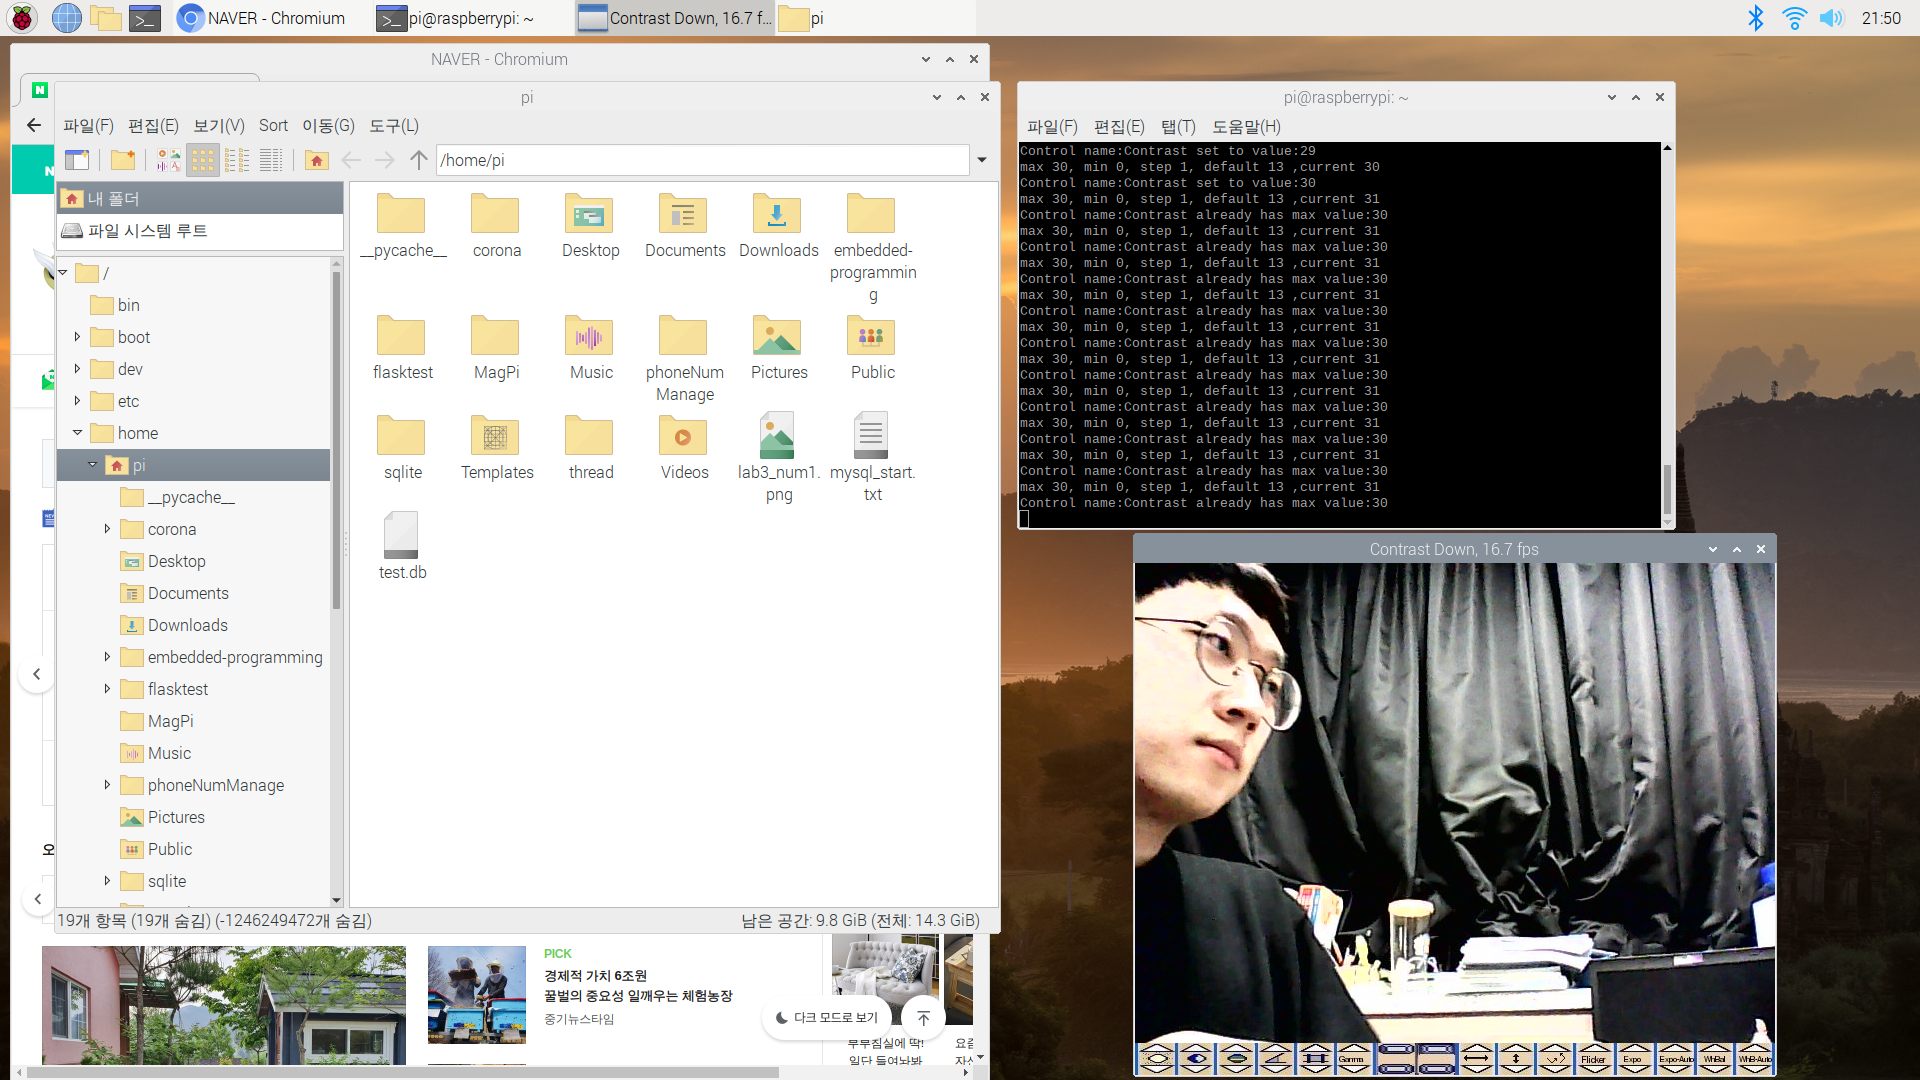 NAVER - Chromium
pi@raspberrypi: ~
Contrast Down, 16.7 f...
pi
21:50
NAVER - Chromium
N
pi
파일(F) 편집(E) 보기(V) Sort 이동(G) 도구(L)
/home/pi
내 폴더
파일 시스템 루트
/
bin
boot
dev
etc
home
pi
__pycache__
corona
Desktop
Documents
Downloads
embedded-programming
flasktest
MagPi
Music
phoneNumManage
Pictures
Public
sqlite
__pycache__
corona
Desktop
Documents
Downloads
embedded-
programmin
g
flasktest
MagPi
Music
phoneNum
Manage
Pictures
Public
sqlite
Templates
thread
Videos
lab3_num1.
png
mysql_start.
txt
test.db
19개 항목 (19개 숨김) (-1246249472개 숨김)
남은 공간: 9.8 GiB (전체: 14.3 GiB)
PICK
경제적 가치 6조원
꿀벌의 중요성 일깨우는 체험농장
중기뉴스타임
다크 모드로 보기
부부침실에 딱!
일단 들여놔봐
pi@raspberrypi: ~
파일(F) 편집(E) 탭(T) 도움말(H)
Control name:Contrast set to value:29
max 30, min 0, step 1, default 13 ,current 30
Control name:Contrast set to value:30
max 30, min 0, step 1, default 13 ,current 31
Control name:Contrast already has max value:30
max 30, min 0, step 1, default 13 ,current 31
Control name:Contrast already has max value:30
max 30, min 0, step 1, default 13 ,current 31
Control name:Contrast already has max value:30
max 30, min 0, step 1, default 13 ,current 31
Control name:Contrast already has max value:30
max 30, min 0, step 1, default 13 ,current 31
Control name:Contrast already has max value:30
max 30, min 0, step 1, default 13 ,current 31
Control name:Contrast already has max value:30
max 30, min 0, step 1, default 13 ,current 31
Control name:Contrast already has max value:30
max 30, min 0, step 1, default 13 ,current 31
Control name:Contrast already has max value:30
max 30, min 0, step 1, default 13 ,current 31
Control name:Contrast already has max value:30
max 30, min 0, step 1, default 13 ,current 31
Control name:Contrast already has max value:30
Contrast Down, 16.7 fps
Gamma
Flicker
Expo
Expo-Auto
WhBal
WhB-Auto